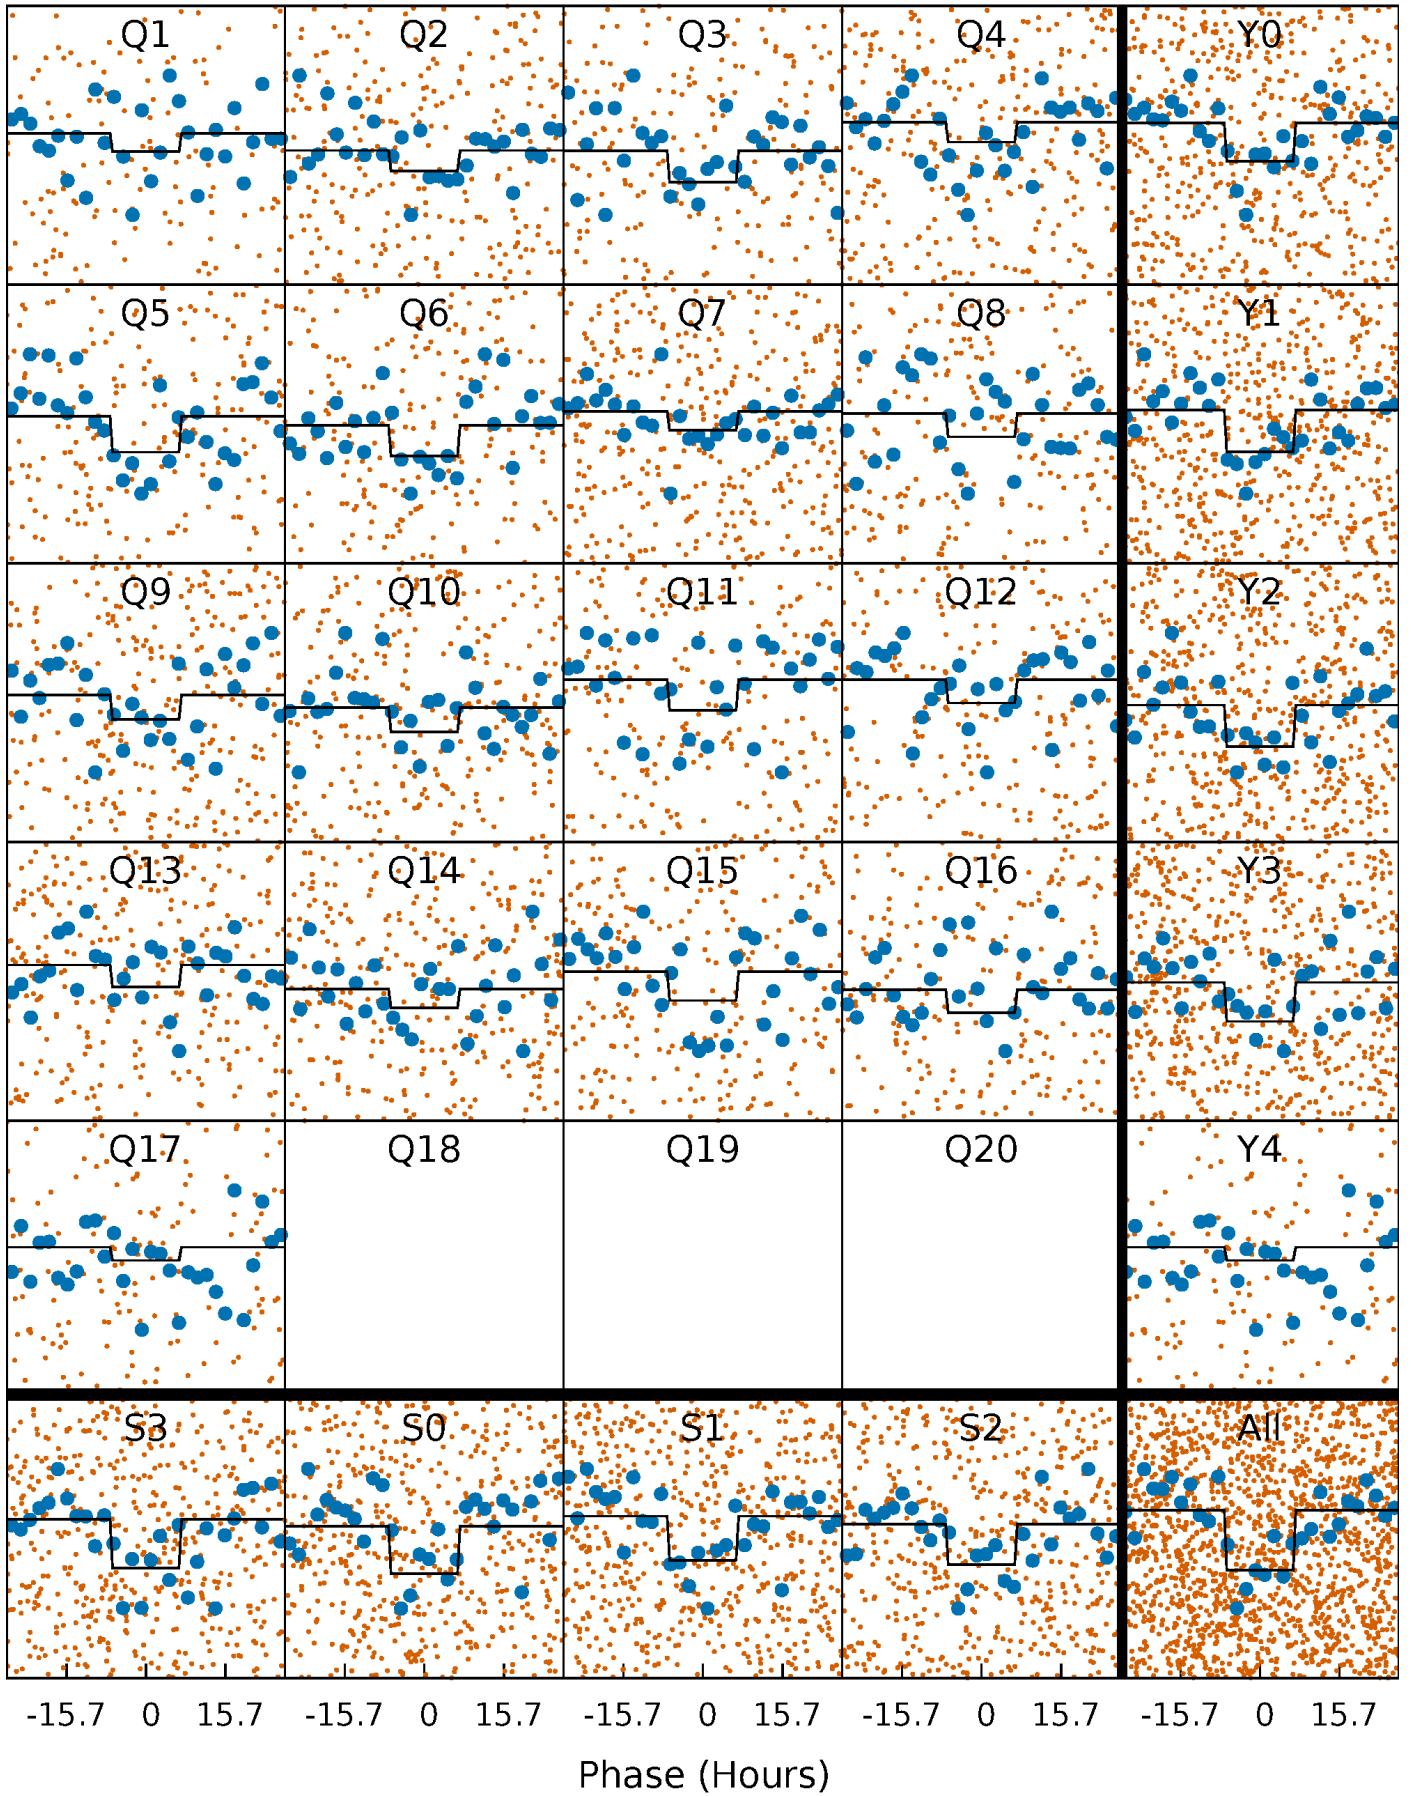 Q1 Q2 Q3 Q4 Y0
Q5 Q6 Q7 Q8 Y1
Q9 Q10 Q11 Q12 Y2
Q13 Q14 Q15 Q16 Y3
Q17 Q18 Q19 Q20 Y4
S3 S0 S1 S2 All
-15.7 0 15.7 -15.7 0 15.7 -15.7 0 15.7 -15.7 0 15.7 -15.7 0 15.7
Phase (Hours)